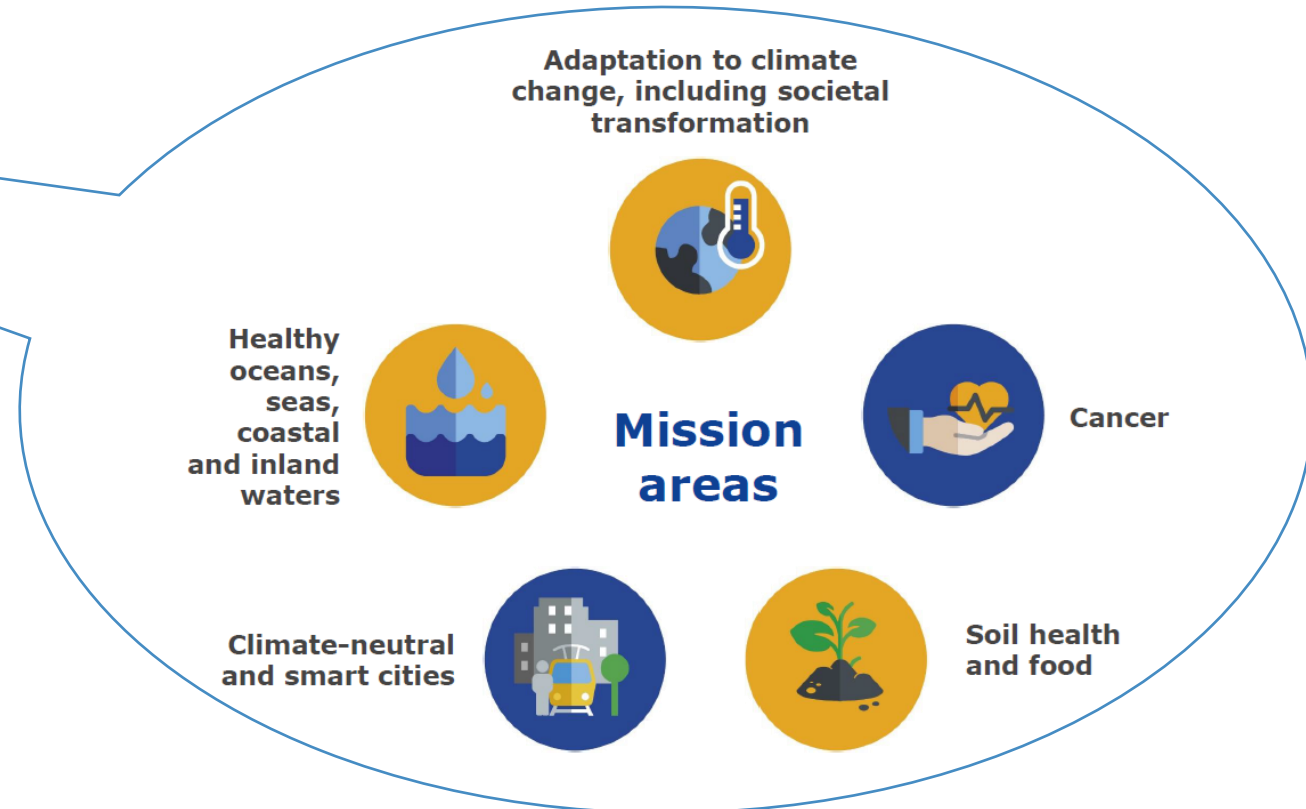 Adaptation to climate
change, including societal
transformation
Healthy
oceans,
seas,
coastal
and inland
waters
Mission
areas
Cancer
Climate-neutral
and smart cities
Soil health
and food